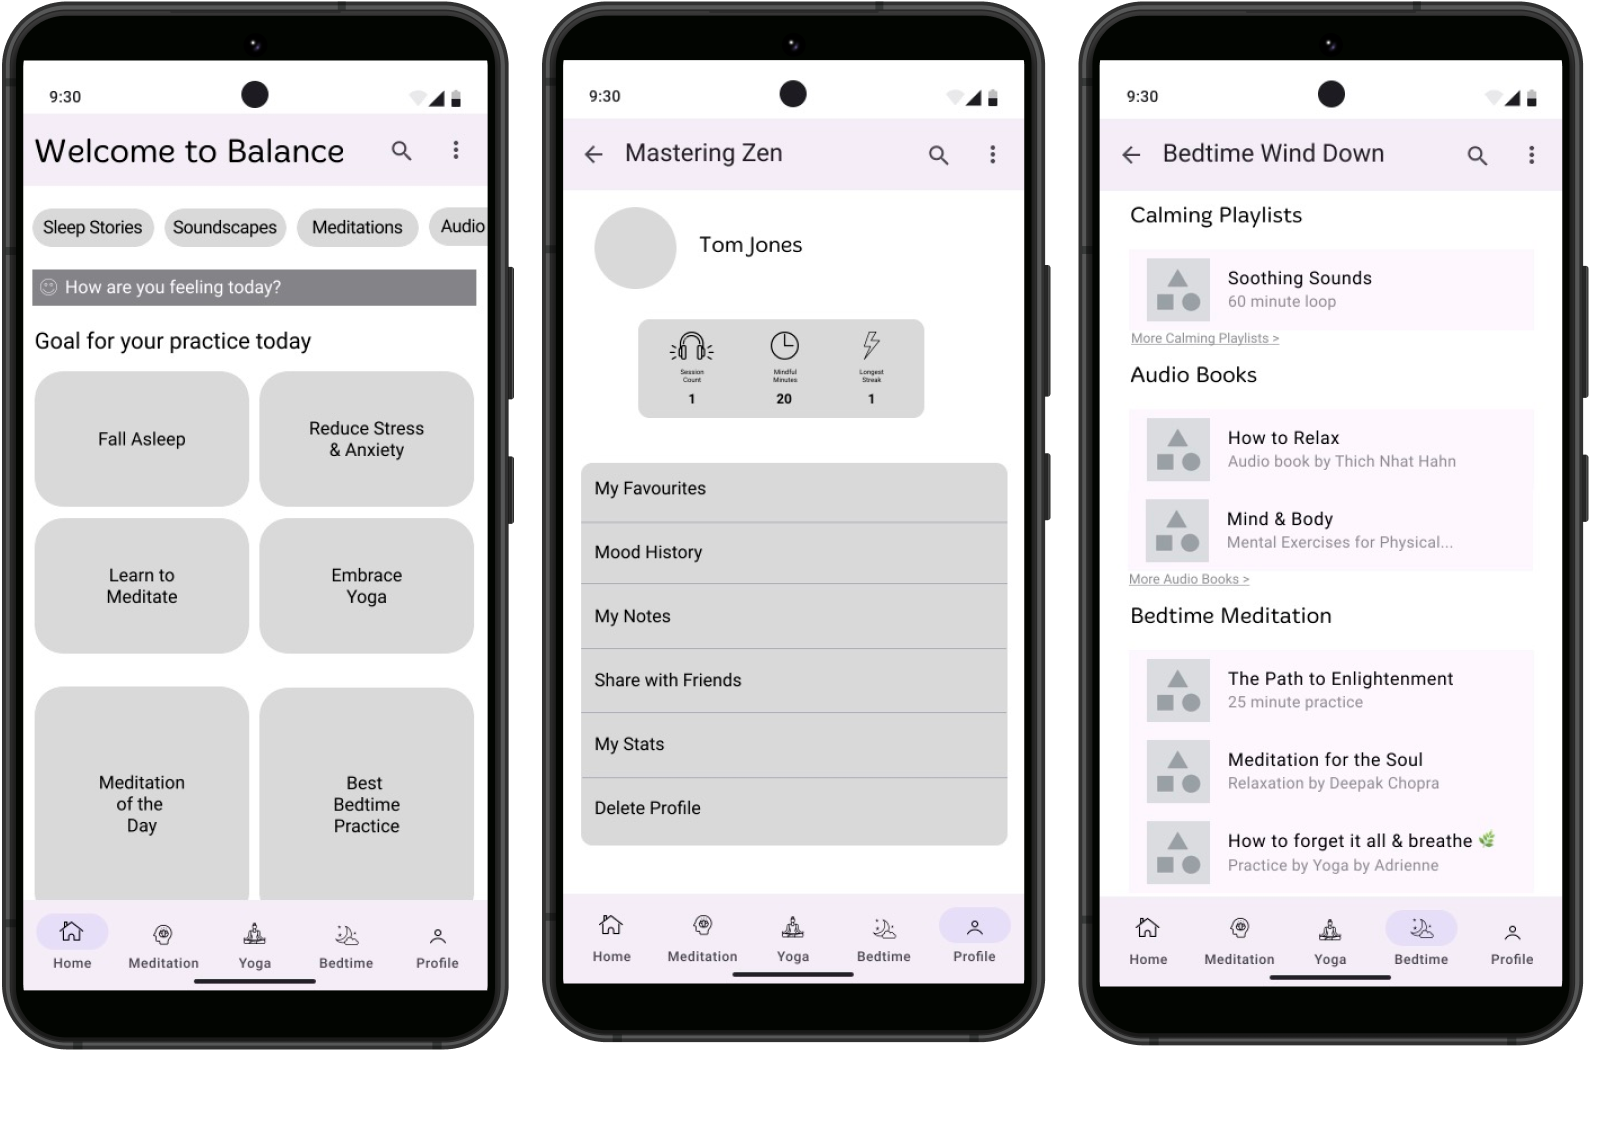 9:30
Welcome to Balance
Sleep Stories
Soundscapes
Meditations
Audio
How are you feeling today?
Goal for your practice today
Fall Asleep
Reduce Stress
& Anxiety
Learn to
Meditate
Embrace
Yoga
Meditation
of the
Day
Best
Bedtime
Practice
Home
Meditation
Yoga
Bedtime
Profile
9:30
Mastering Zen
Tom Jones
Session
Count
1
Mindful
Minutes
20
Longest
Streak
1
My Favourites
Mood History
My Notes
Share with Friends
My Stats
Delete Profile
Home
Meditation
Yoga
Bedtime
Profile
9:30
Bedtime Wind Down
Calming Playlists
Soothing Sounds
60 minute loop
More Calming Playlists >
Audio Books
How to Relax
Audio book by Thich Nhat Hahn
Mind & Body
Mental Exercises for Physical...
More Audio Books >
Bedtime Meditation
The Path to Enlightenment
25 minute practice
Meditation for the Soul
Relaxation by Deepak Chopra
How to forget it all & breathe 🌿
Practice by Yoga by Adrienne
Home
Meditation
Yoga
Bedtime
Profile